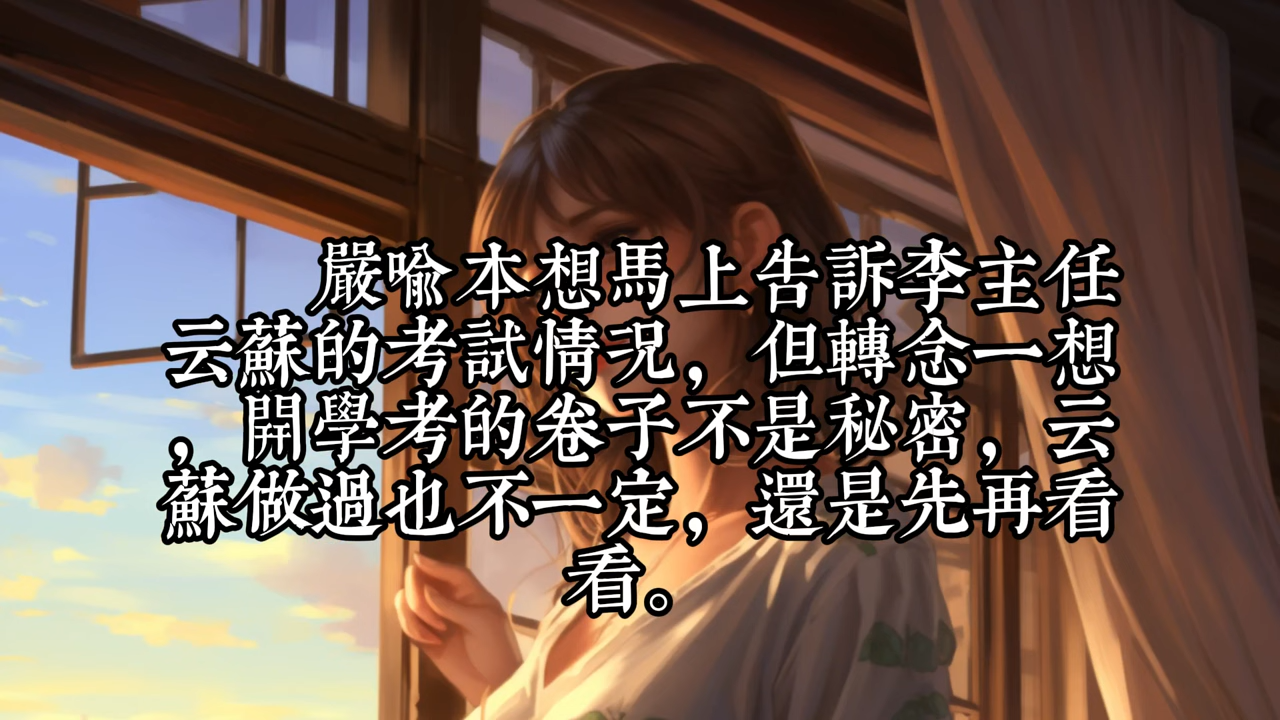 嚴喻本想馬上告訴李主任
云蘇的考試情況，但轉念一想
，開學考的卷子不是秘密，云
蘇做過也不一定，還是先再看
看。